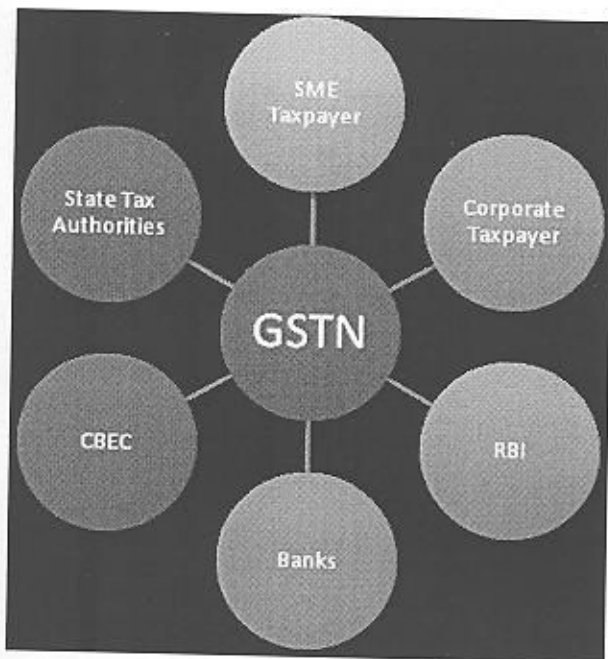 SME
Taxpayer
State Tax
Authorities
Corporate
Taxpayer
GSTN
CBEC
RBI
Banks